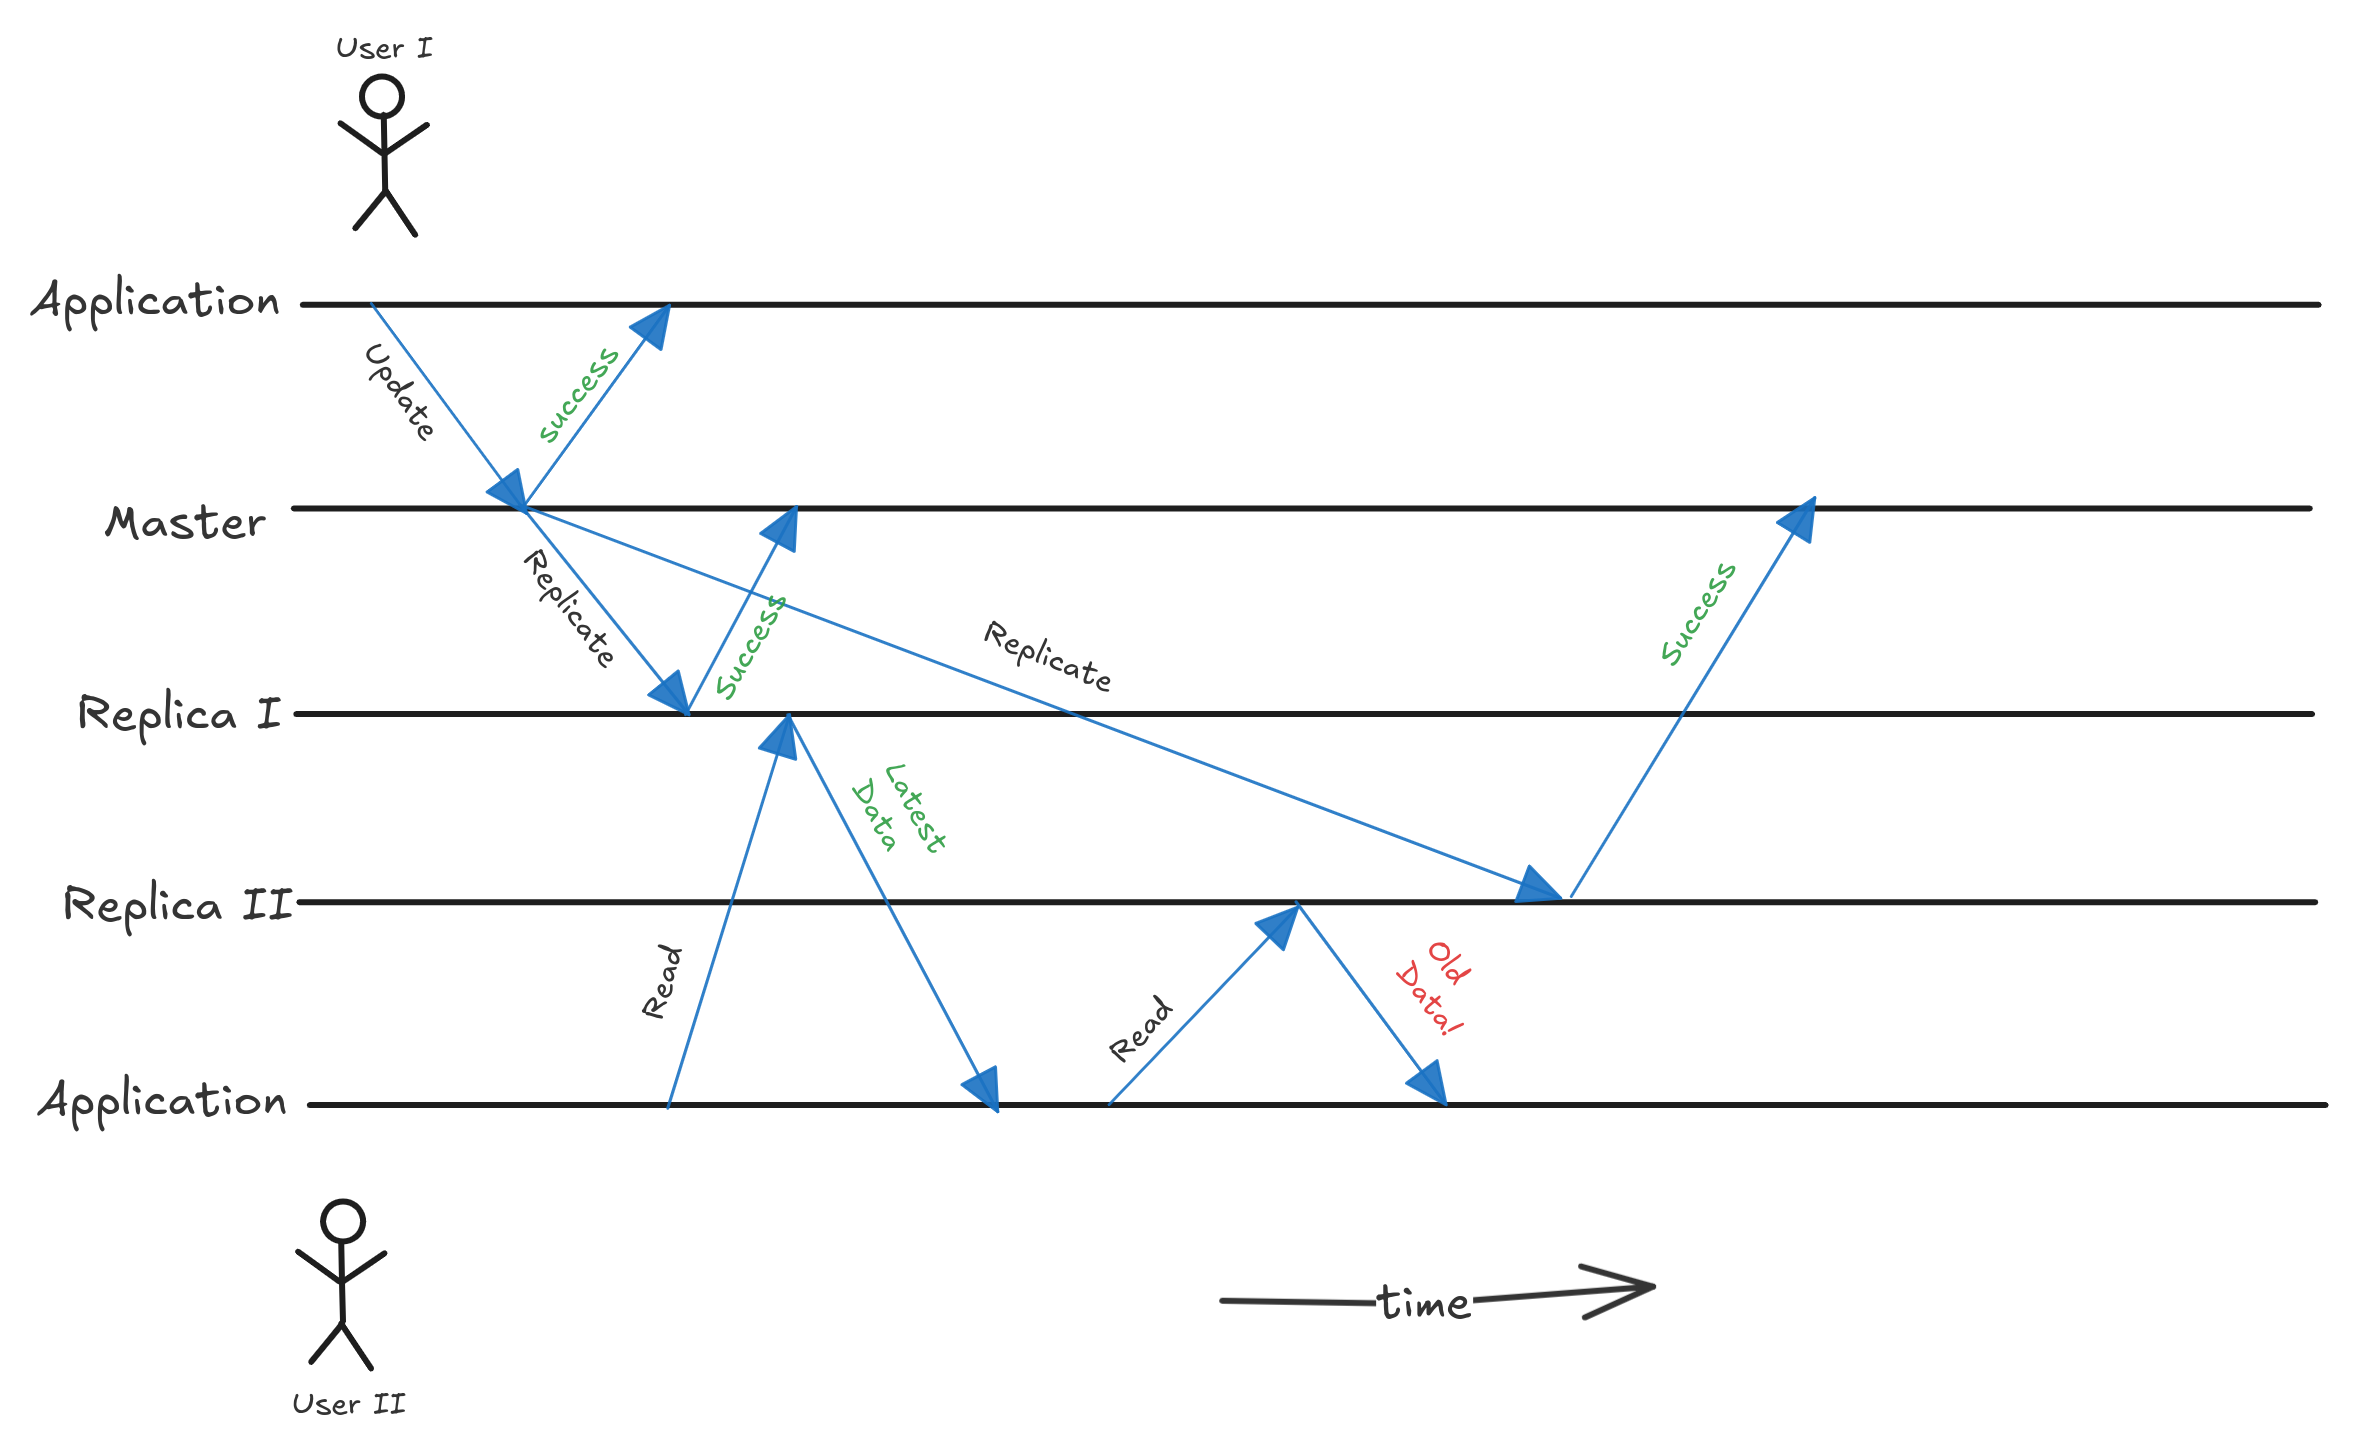 User I
Application
Update
success
Master
Replicate
Success
Replicate
Success
Replica I
Latest
Data
Replica II
Read
Read
Old
Data!
Application
time
User II